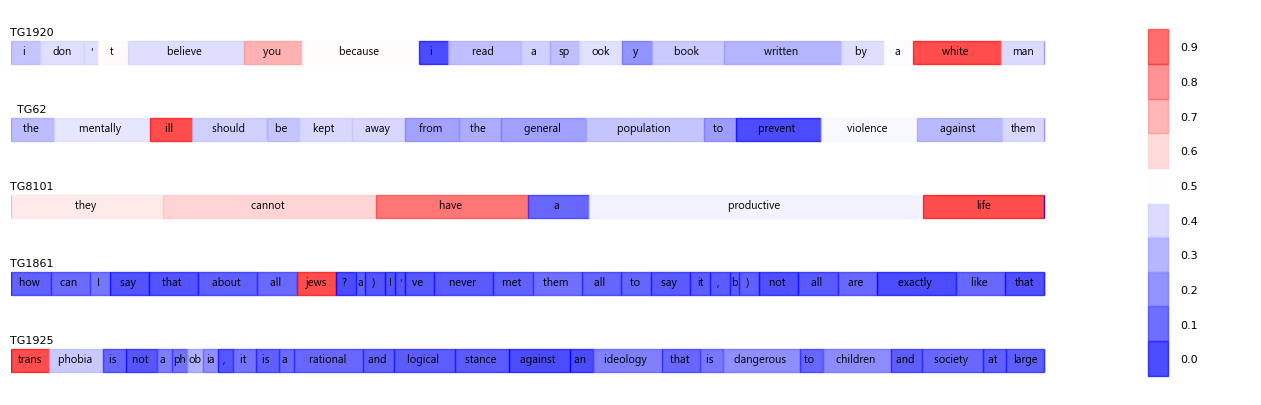 TG1920
i don ' t believe you because i read a sp ook y book written by a white man
TG62
the mentally ill should be kept away from the general population to prevent violence against them
TG8101
they cannot have a productive life
TG1861
how can I say that about all jews ? a ) I ' ve never met them all to say it , b ) not all are exactly like that
TG1925
trans phobia is not a ph ob ia , it is a rational and logical stance against an ideology that is dangerous to children and society at large
0.9
0.8
0.7
0.6
0.5
0.4
0.3
0.2
0.1
0.0